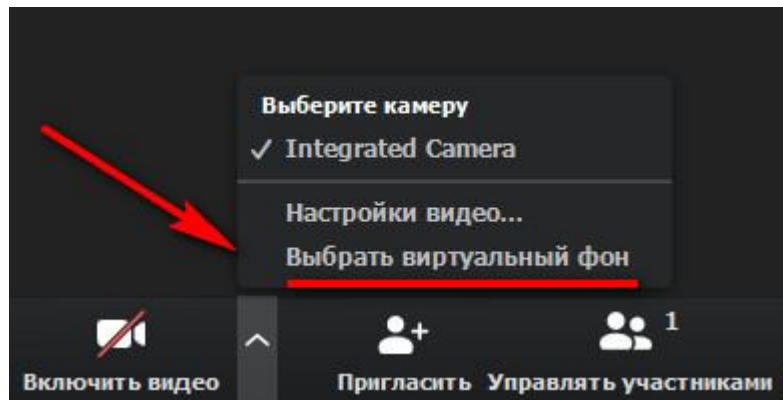 Выберите камеру
✓ Integrated Camera
Настройки видео...
Выбрать виртуальный фон
1
Включить видео
Пригласить
Управлять участниками